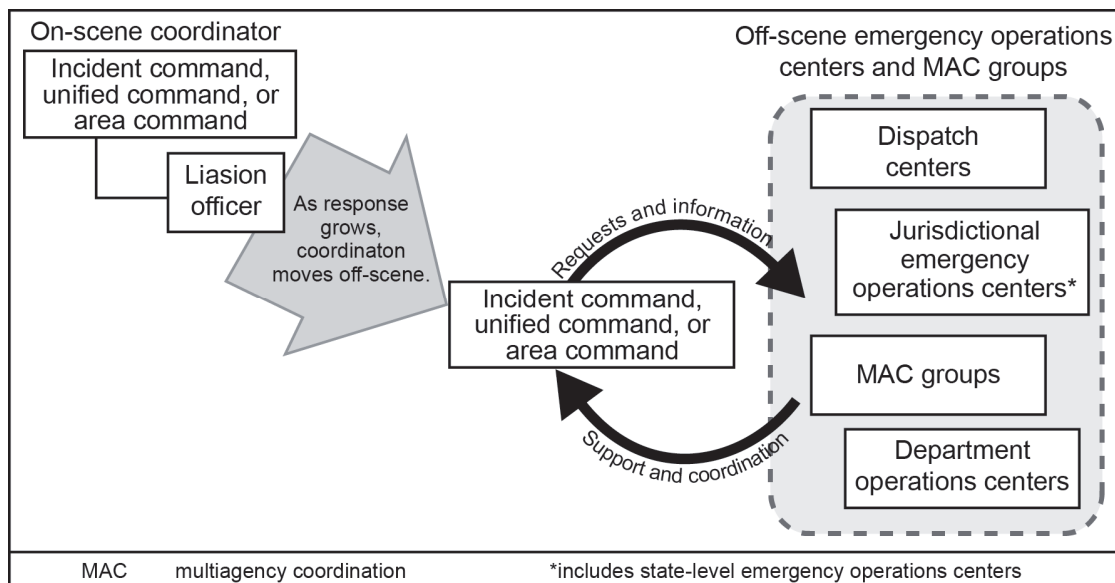 On-scene coordinator
Incident command,
unified command, or
area command
Liasion
officer
As response
grows,
coordinaton
moves off-scene.
Incident command,
unified command, or
area command
Requests and information
Support and coordination
Off-scene emergency operations
centers and MAC groups
Dispatch
centers
Jurisdictional
emergency
operations centers*
MAC groups
Department
operations centers
MAC multiagency coordination *includes state-level emergency operations centers